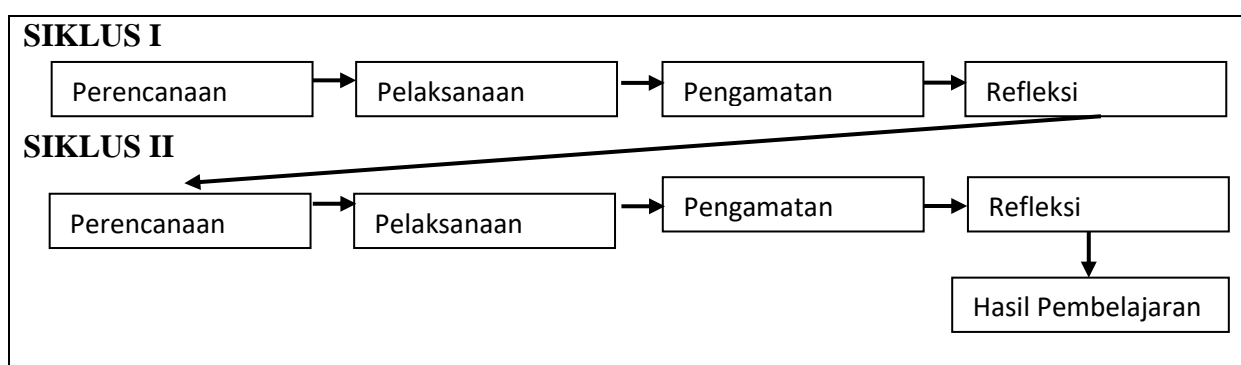 SIKLUS I
Perencanaan
Pelaksanaan
Pengamatan
Refleksi
SIKLUS II
Perencanaan
Pelaksanaan
Pengamatan
Refleksi
Hasil Pembelajaran